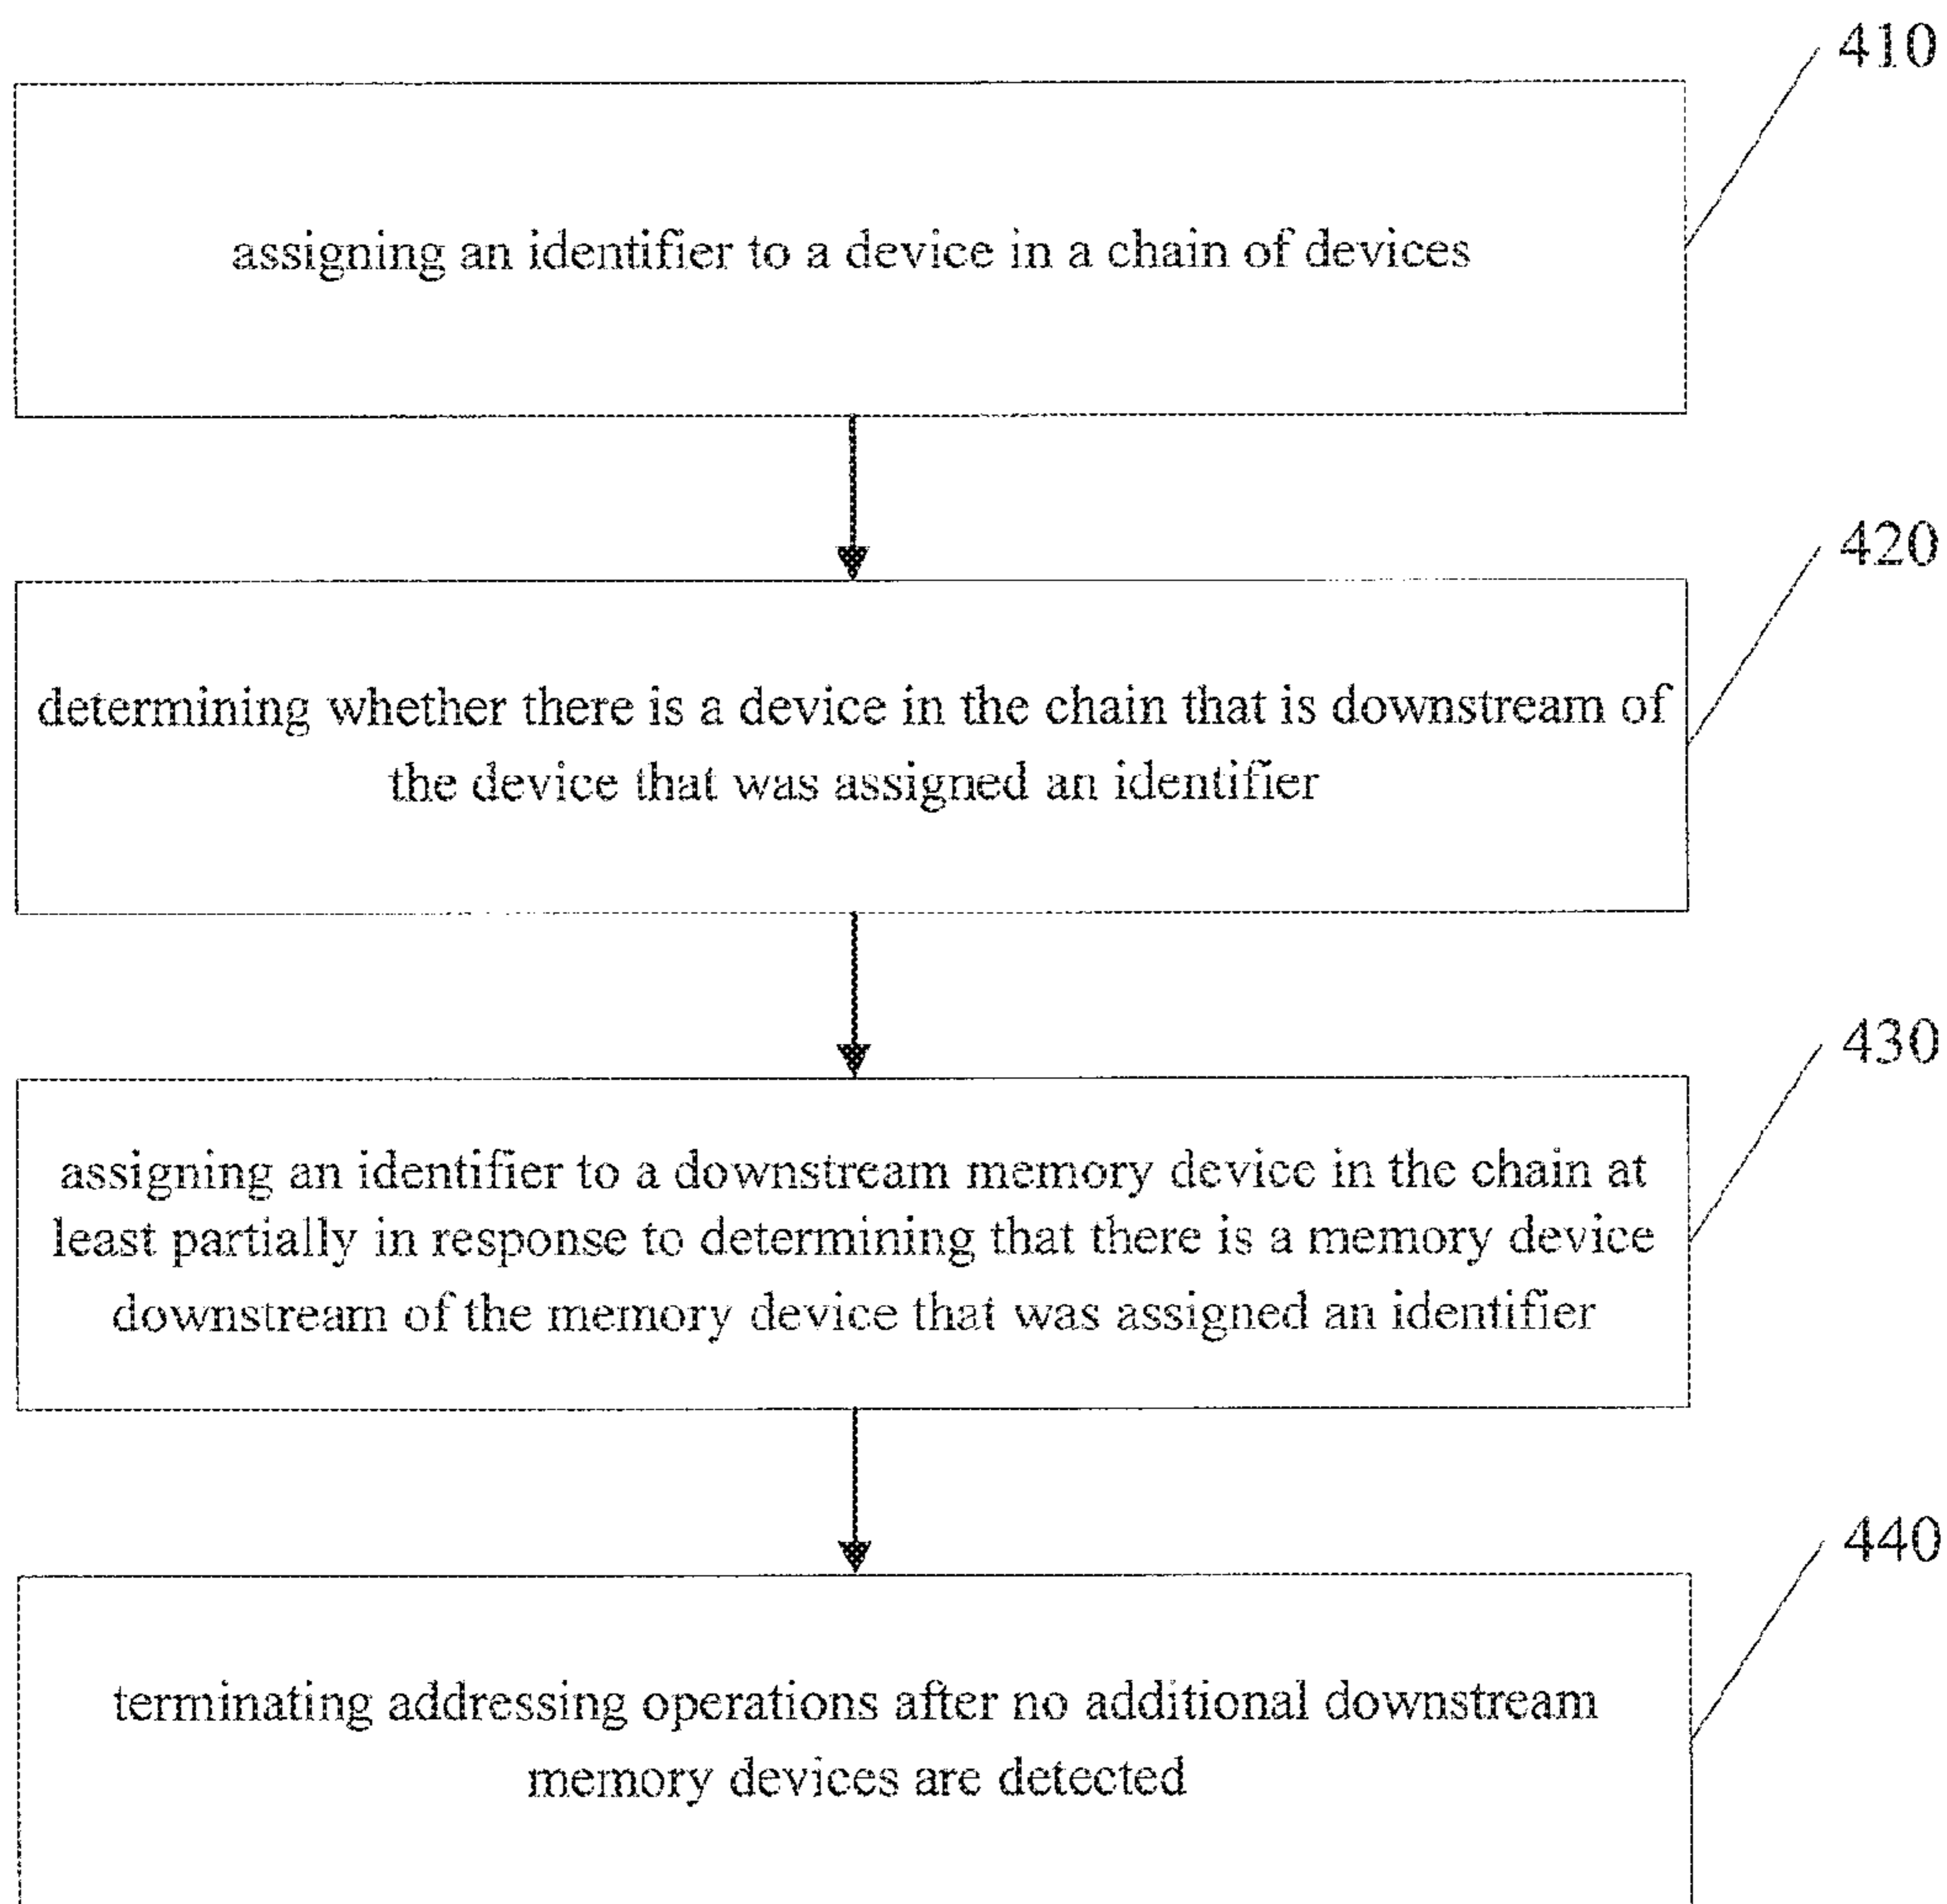 410
assigning an identifier to a device in a chain of devices
420
determining whether there is a device in the chain that is downstream of
the device that was assigned an identifier
430
assigning an identifier to a downstream memory device in the chain at
least partially in response to determining that there is a memory device
downstream of the memory device that was assigned an identifier
440
terminating addressing operations after no additional downstream
memory devices are detected